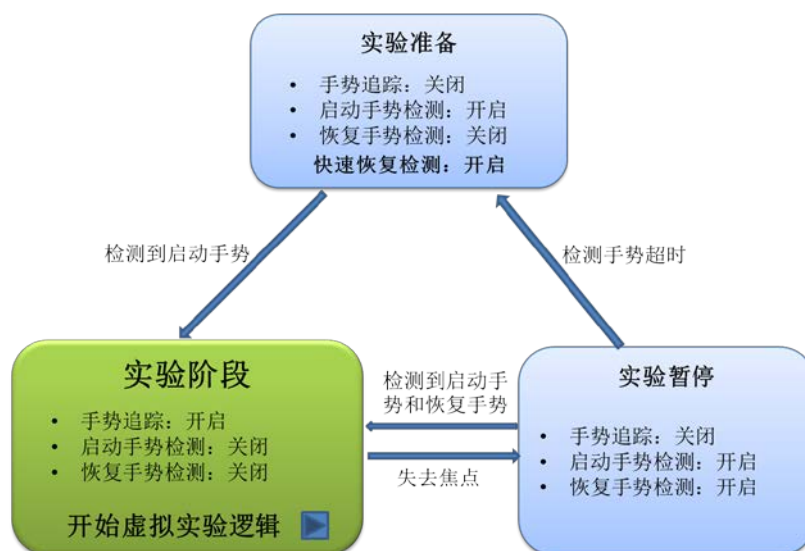 实验准备
• 手势追踪：关闭
• 启动手势检测：开启
• 恢复手势检测：关闭
快速恢复检测：开启
检测到启动手势
检测手势超时
实验阶段
• 手势追踪：开启
• 启动手势检测：关闭
• 恢复手势检测：关闭
开始虚拟实验逻辑
检测到启动手
势和恢复手势
失去焦点
实验暂停
• 手势追踪：关闭
• 启动手势检测：开启
• 恢复手势检测：开启